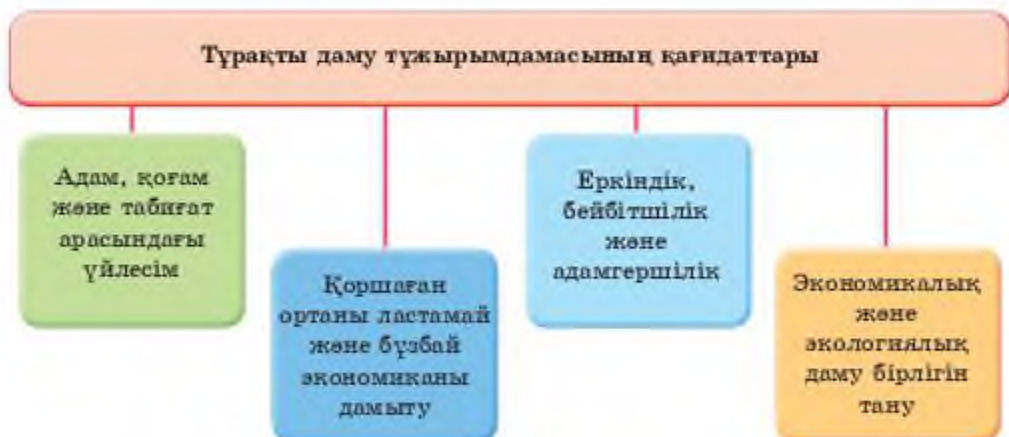 Тұрақты даму тұжырымдамасының қағидаттары
Адам, қоғам
және табиғат
арасындағы
үйлесім
Қоршаған
ортаны ластамай
және бұзбай
экономиканы
дамыту
Еркіндік,
бейбітшілік
және
адамгершілік
Экономикалық
және
экологиялық
даму бірлігін
тану